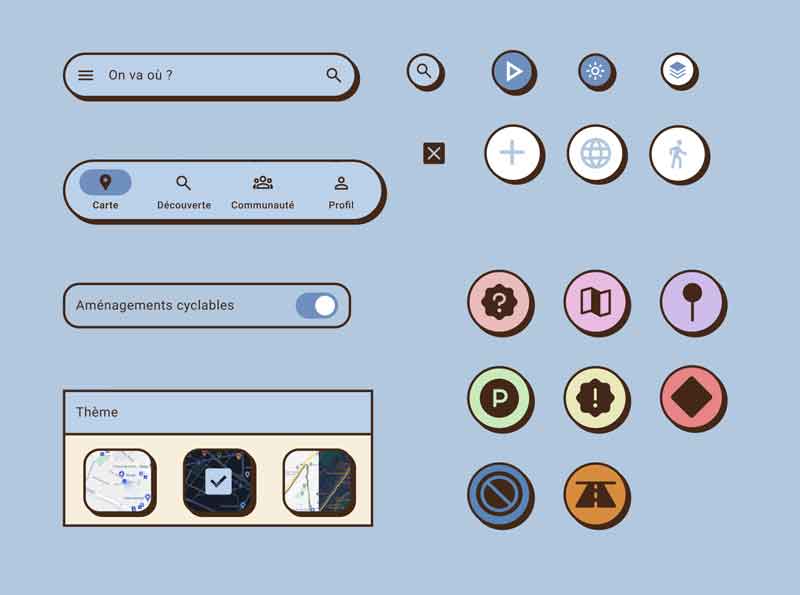 On va où ?
Carte
Découverte
Communauté
Profil
Aménagements cyclables
P
Thème